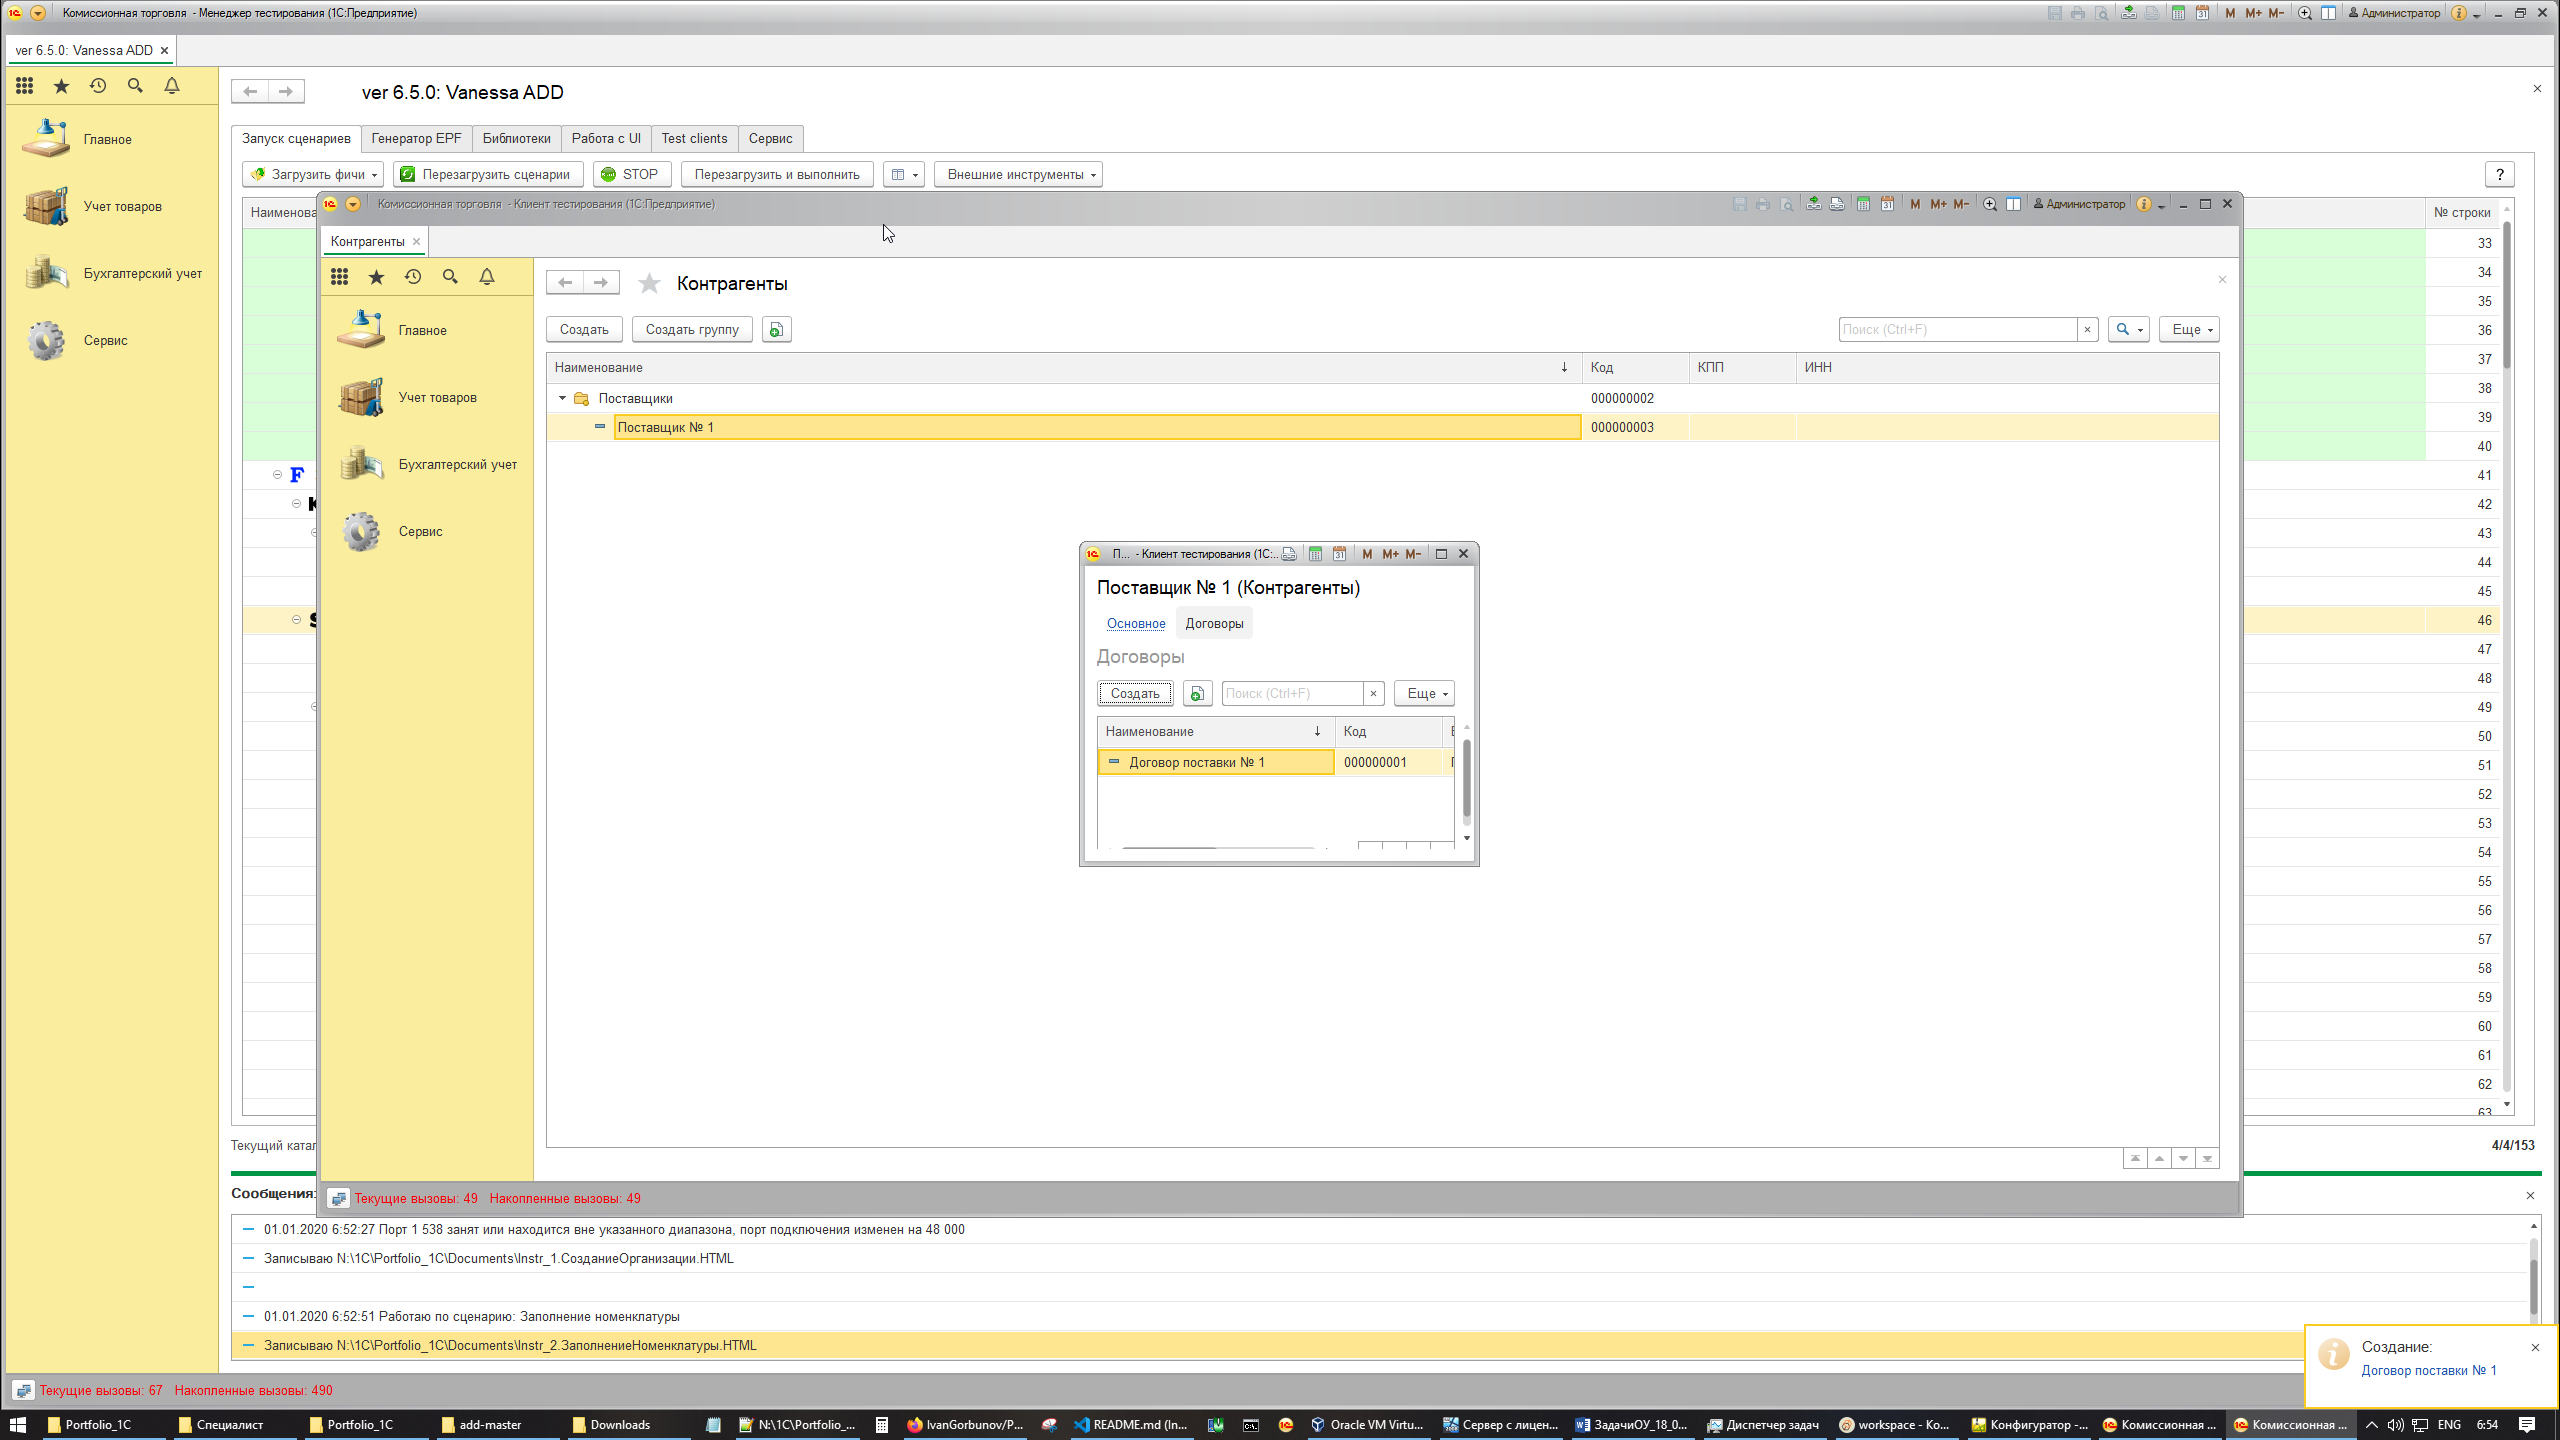 Комиссионная торговля - Менеджер тестирования (1С:Предприятие)
M M+ M- Администратор
ver 6.5.0: Vanessa ADD
ver 6.5.0: Vanessa ADD
Главное
Учет товаров
Бухгалтерский учет
Сервис
Запуск сценариев
Генератор EPF
Библиотеки
Работа с UI
Test clients
Сервис
Загрузить фичи
Перезагрузить сценарии
STOP
Перезагрузить и выполнить
Внешние инструменты
?
№ строки
33
34
35
36
37
38
39
40
41
42
43
44
45
46
47
48
49
50
51
52
53
54
55
56
57
58
59
60
61
62
63
F
Комиссионная торговля - Клиент тестирования (1С:Предприятие)
31 M M+ M- Администратор
Контрагенты
Контрагенты
Главное
Учет товаров
Бухгалтерский учет
Сервис
Создать
Создать группу
Поиск (Ctrl+F)
Еще
Наименование Код КПП ИНН
Поставщики 000000002
Поставщик № 1 000000003
П... - Клиент тестирования (1С:... 31 M M+ M-
Поставщик № 1 (Контрагенты)
Основное Договоры
Договоры
Создать Поиск (Ctrl+F) Еще
Наименование Код
Договор поставки № 1 000000001
Текущие вызовы: 49 Накопленные вызовы: 49
4/4/153
Сообщения:
01.01.2020 6:52:27 Порт 1 538 занят или находится вне указанного диапазона, порт подключения изменен на 48 000
Записываю N:\1C\Portfolio_1C\Documents\Instr_1.СозданиеОрганизации.HTML
01.01.2020 6:52:51 Работаю по сценарию: Заполнение номенклатуры
Записываю N:\1C\Portfolio_1C\Documents\Instr_2.ЗаполнениеНоменклатуры.HTML
Создание:
Договор поставки № 1
Текущие вызовы: 67 Накопленные вызовы: 490
Portfolio_1C
Специалист
Portfolio_1C
add-master
Downloads
N:\1C\Portfolio_...
IvanGorbunov/P...
README.md (In...
Oracle VM Virtu...
Сервер с лицен...
ЗадачиОУ_18_0...
Диспетчер задач
workspace - Ко...
Конфигуратор -...
Комиссионная ...
Комиссионная ...
ENG 6:54